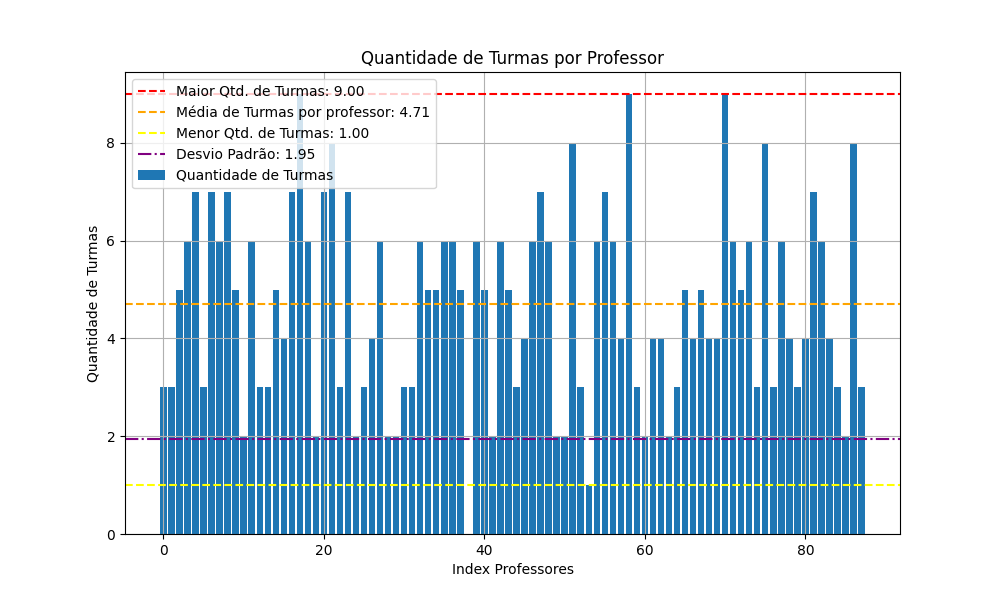 Quantidade de Turmas por Professor
Maior Qtd. de Turmas: 9.00
Média de Turmas por professor: 4.71
Menor Qtd. de Turmas: 1.00
Desvio Padrão: 1.95
Quantidade de Turmas
Quantidade de Turmas
8
6
4
2
0
0 20 40 60 80
Index Professores